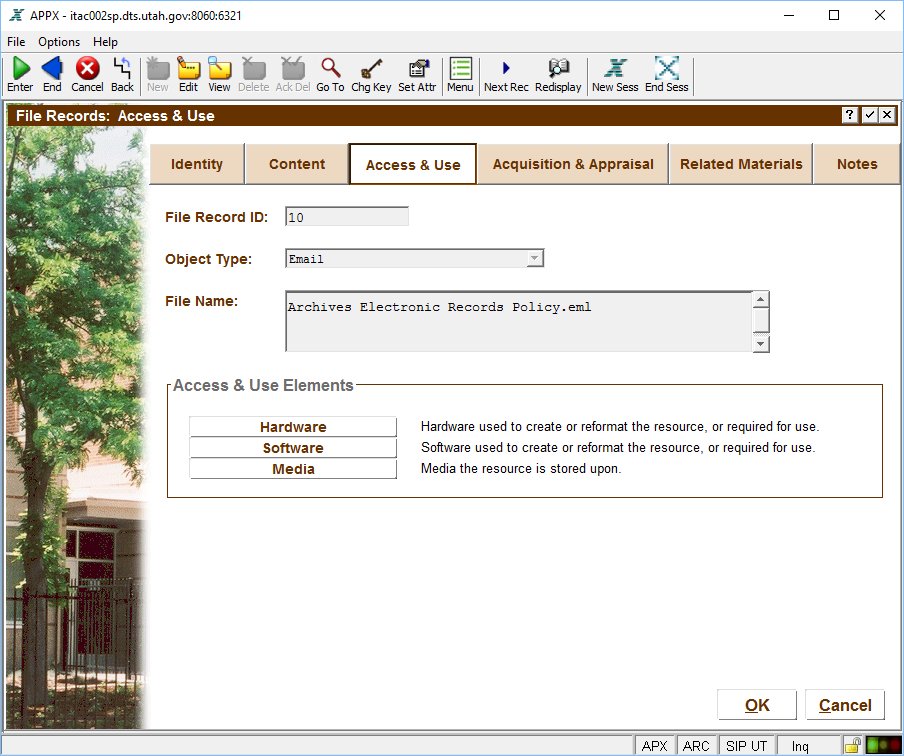 APPX - itac002sp.dts.utah.gov:8060:6321
File Options Help
Enter End Cancel Back New Edit View Delete Ack Del Go To Chg Key Set Attr Menu Next Rec Redisplay New Sess End Sess
File Records: Access & Use ?
Identity Content Access & Use Acquisition & Appraisal Related Materials Notes
File Record ID: 10
Object Type: Email
File Name: Archives Electronic Records Policy.eml
Access & Use Elements
Hardware Hardware used to create or reformat the resource, or required for use.
Software Software used to create or reformat the resource, or required for use.
Media Media the resource is stored upon.
OK Cancel
APX ARC SIP UT Inq